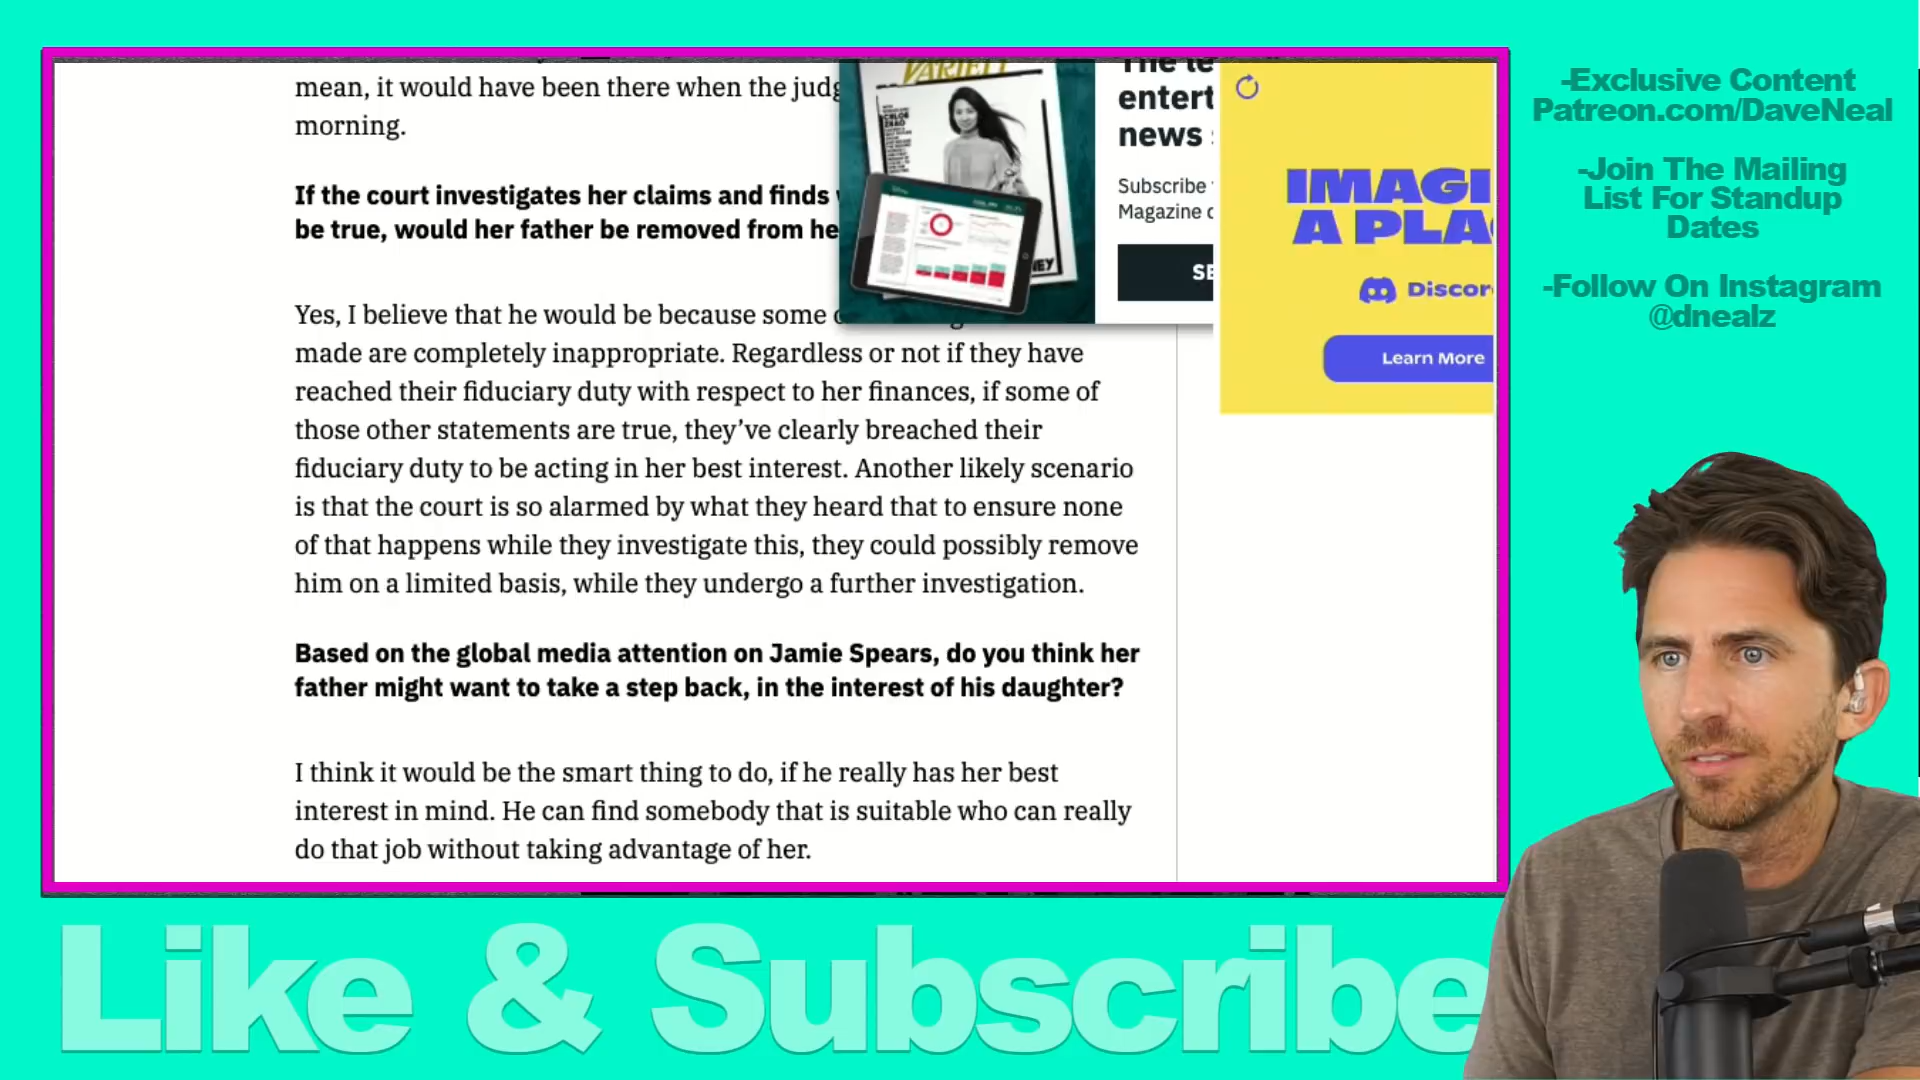 mean, it would have been there when the judg
morning.
If the court investigates her claims and finds
be true, would her father be removed from he
Yes, I believe that he would be because some
made are completely inappropriate. Regardless or not if they have
reached their fiduciary duty with respect to her finances, if some of
those other statements are true, they’ve clearly breached their
fiduciary duty to be acting in her best interest. Another likely scenario
is that the court is so alarmed by what they heard that to ensure none
of that happens while they investigate this, they could possibly remove
him on a limited basis, while they undergo a further investigation.
Based on the global media attention on Jamie Spears, do you think her
father might want to take a step back, in the interest of his daughter?
I think it would be the smart thing to do, if he really has her best
interest in mind. He can find somebody that is suitable who can really
do that job without taking advantage of her.
VARIETY
CHLOÉ
ZHAO
NEY
The le
entert
news
Subscribe
Magazine
SE
IMAGI
A PLA
Discor
Learn More
-Exclusive Content
Patreon.com/DaveNeal
-Join The Mailing
List For Standup
Dates
-Follow On Instagram
@dnealz
Like & Subscribe